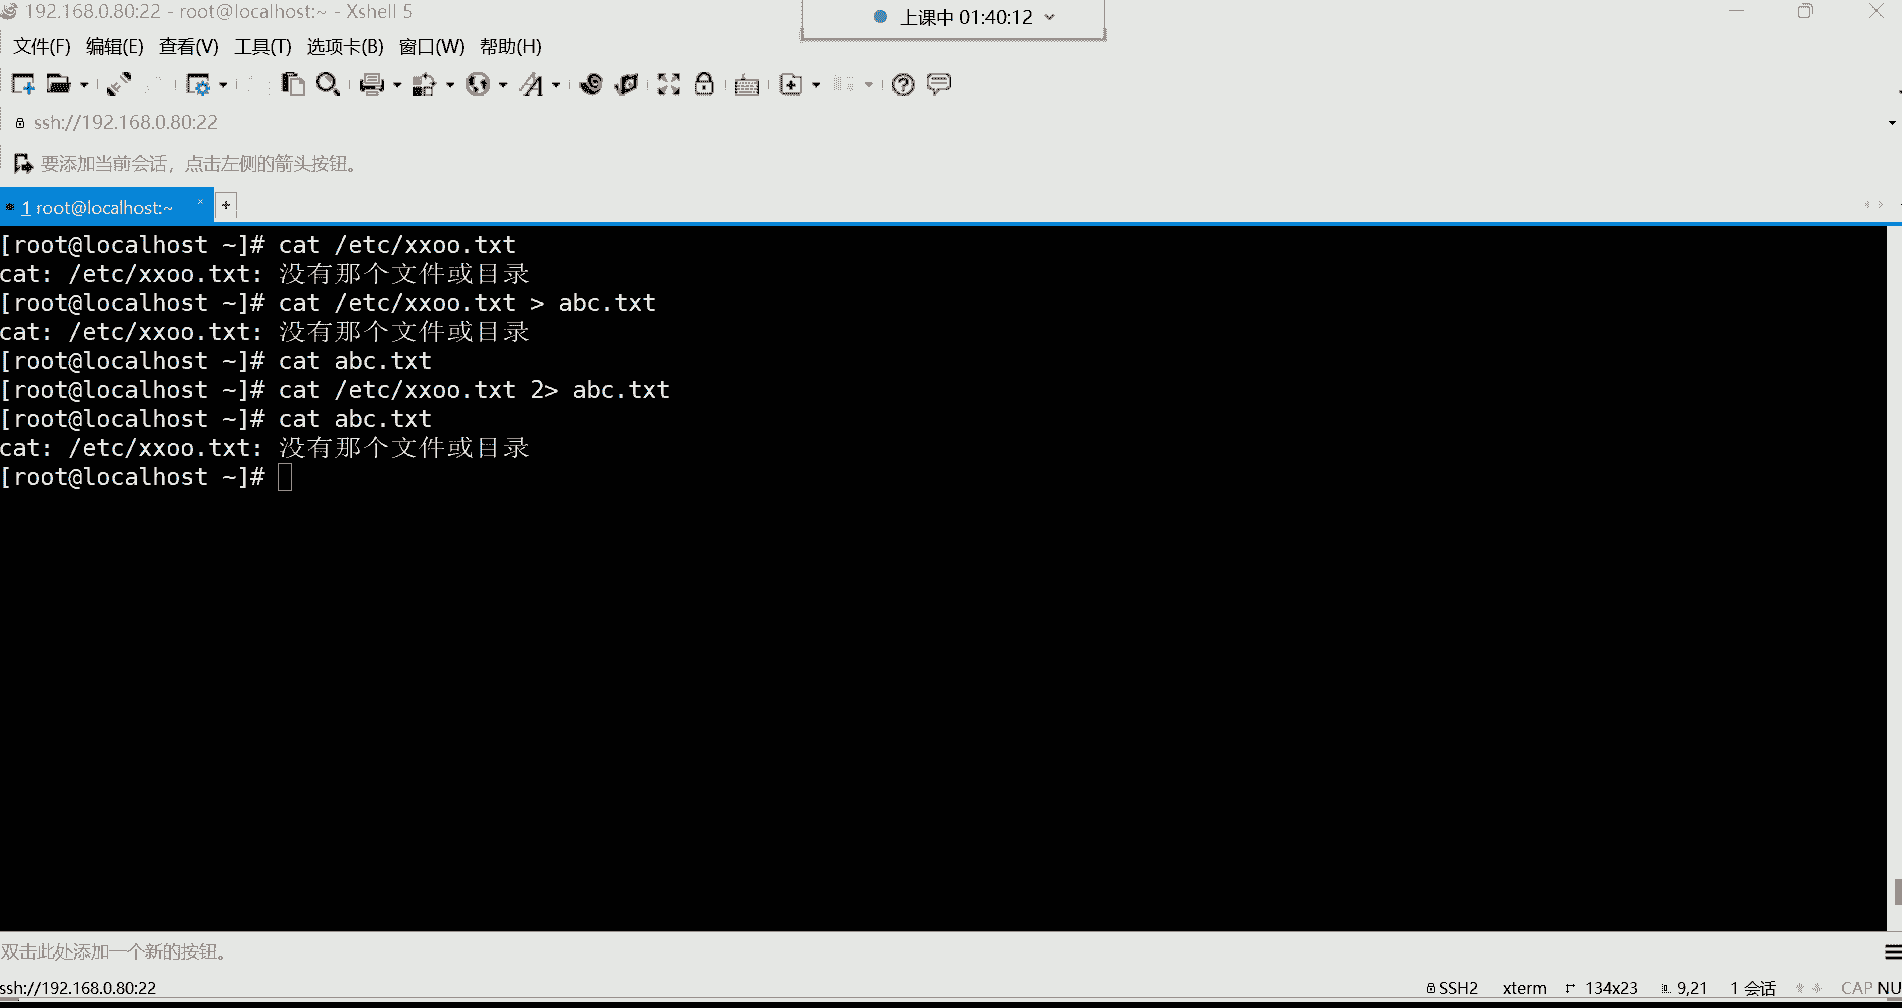 192.168.0.80:22 - root@localhost:~ - Xshell 5
上课中 01:40:12
文件(F) 编辑(E) 查看(V) 工具(T) 选项卡(B) 窗口(W) 帮助(H)
ssh://192.168.0.80:22
要添加当前会话，点击左侧的箭头按钮。
1 root@localhost:~
[root@localhost ~]# cat /etc/xxoo.txt
cat: /etc/xxoo.txt: 没有那个文件或目录
[root@localhost ~]# cat /etc/xxoo.txt > abc.txt
cat: /etc/xxoo.txt: 没有那个文件或目录
[root@localhost ~]# cat abc.txt
[root@localhost ~]# cat /etc/xxoo.txt 2> abc.txt
[root@localhost ~]# cat abc.txt
cat: /etc/xxoo.txt: 没有那个文件或目录
[root@localhost ~]#
双击此处添加一个新的按钮。
ssh://192.168.0.80:22 SSH2 xterm 134x23 9,21 1 会话 CAP NU